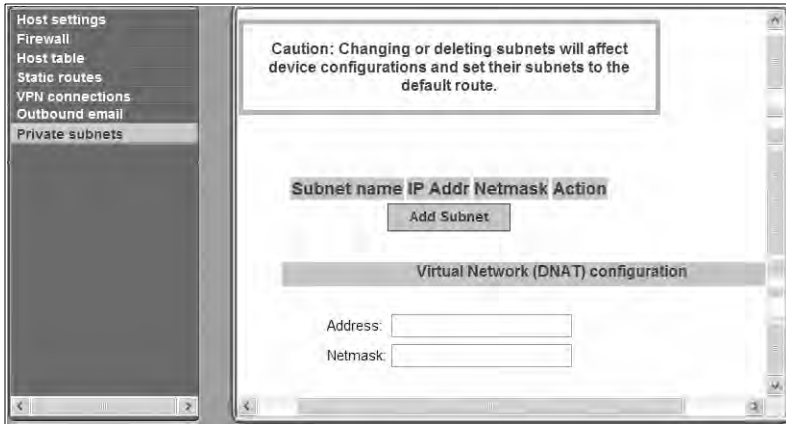 Host settings
Firewall
Host table
Static routes
VPN connections
Outbound email
Private subnets
Caution: Changing or deleting subnets will affect
device configurations and set their subnets to the
default route.
Subnet name IP Addr Netmask Action
Add Subnet
Virtual Network (DNAT) configuration
Address:
Netmask: